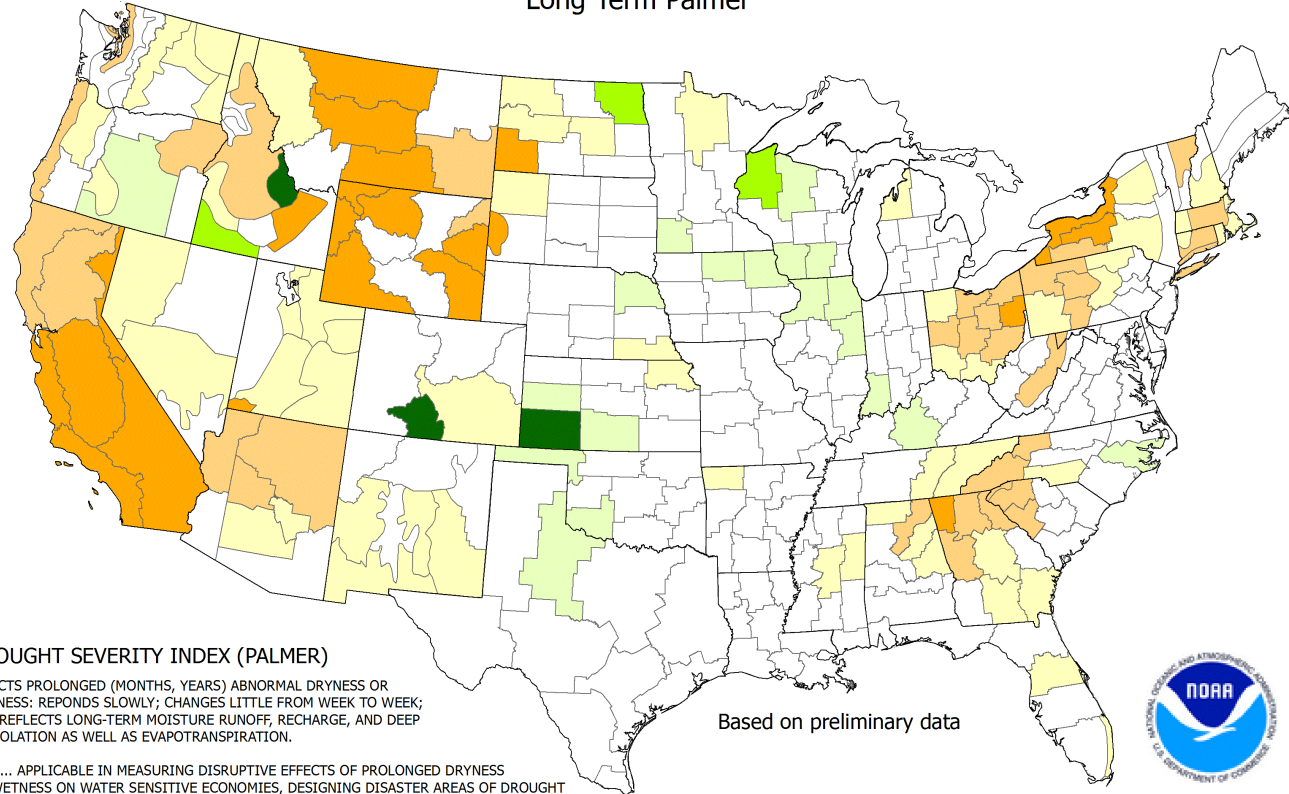 Long Term Palmer
OUGHT SEVERITY INDEX (PALMER)
CTS PROLONGED (MONTHS, YEARS) ABNORMAL DRYNESS OR
NESS: REPONDS SLOWLY; CHANGES LITTLE FROM WEEK TO WEEK;
REFLECTS LONG-TERM MOISTURE RUNOFF, RECHARGE, AND DEEP
OLATION AS WELL AS EVAPOTRANSPIRATION.
... APPLICABLE IN MEASURING DISRUPTIVE EFFECTS OF PROLONGED DRYNESS
WETNESS ON WATER SENSITIVE ECONOMIES, DESIGNING DISASTER AREAS OF DROUGHT
Based on preliminary data
NATIONAL OCEANIC AND ATMOSPHERIC ADMINISTRATION
NOAA
U.S. DEPARTMENT OF COMMERCE